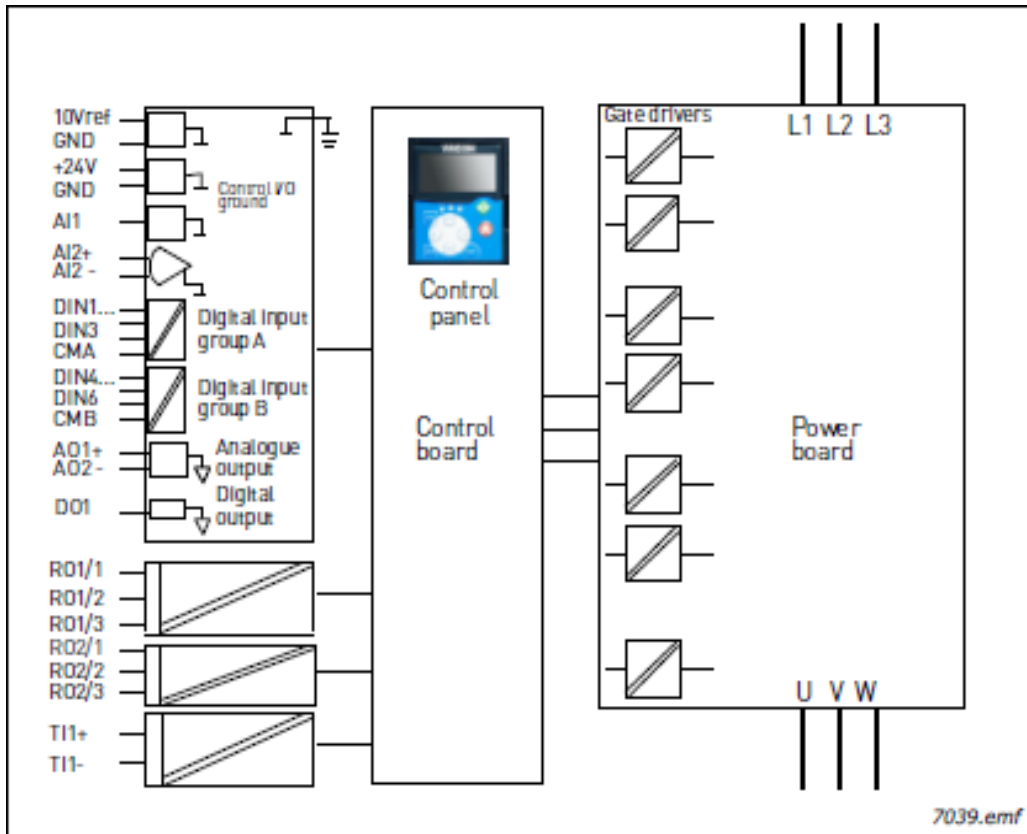 10Vref
GND
+24V
GND
AI1
AI2+
AI2 -
DIN1...
DIN3
CMA
DIN4...
DIN6
CMB
AO1+
AO2 -
DO1
RO1/1
RO1/2
RO1/3
RO2/1
RO2/2
RO2/3
TI1+
TI1-
Control I/O
ground
Digital Input
group A
Digital Input
group B
Analogue
output
Digital
output
VACON
Control
panel
Control
board
Gate drivers
L1 L2 L3
Power
board
U V W
7039.emf